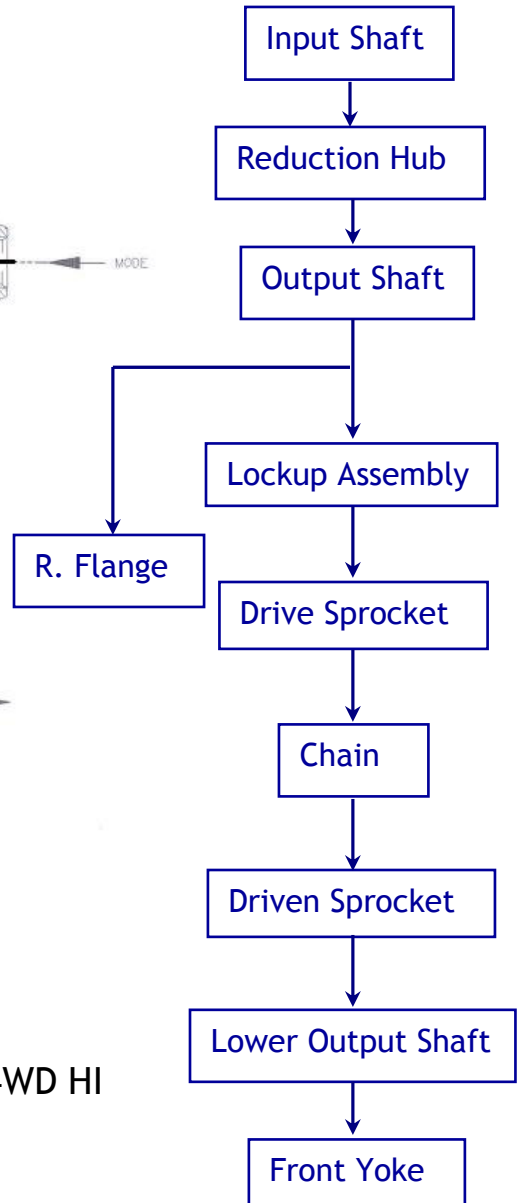 Input Shaft
Reduction Hub
MODE
Output Shaft
Lockup Assembly
R. Flange
Drive Sprocket
Chain
Driven Sprocket
Lower Output Shaft
WD HI
Front Yoke